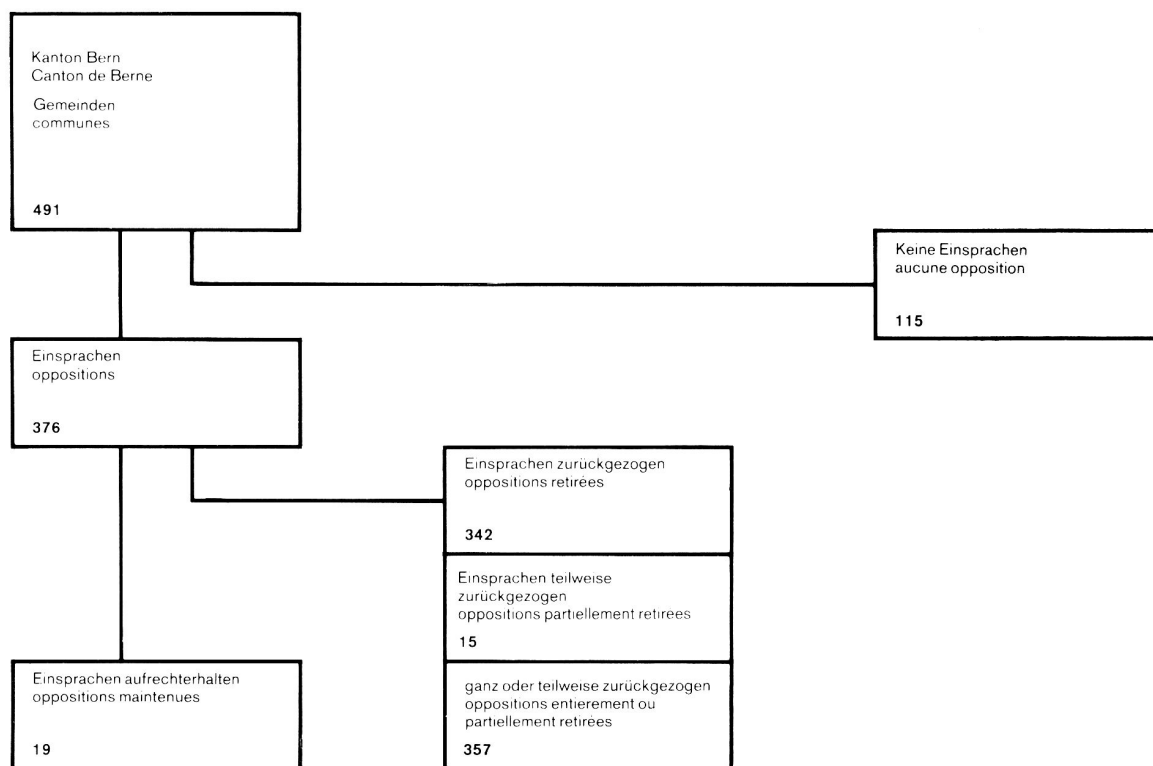 Kanton Bern
Canton de Berne
Gemeinden
communes
491
Keine Einsprachen
aucune opposition
115
Einsprachen
oppositions
376
Einsprachen zurückgezogen
oppositions retirées
342
Einsprachen teilweise
zurückgezogen
oppositions partiellement retirees
15
Einsprachen aufrechterhalten
oppositions maintenues
19
ganz oder teilweise zurückgezogen
oppositions entierement ou
partiellement retirées
357